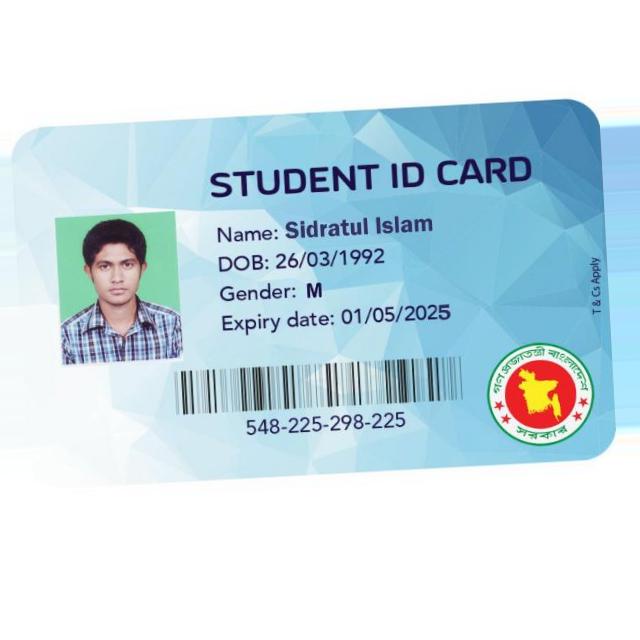 STUDENT ID CARD
Name: Sidratul Islam
DOB: 26/03/1992
Gender: M
Expiry date: 01/05/2025
548-225-298-225
T & Cs Apply
গণপ্রজাতন্ত্রী বাংলাদেশ
সরকার